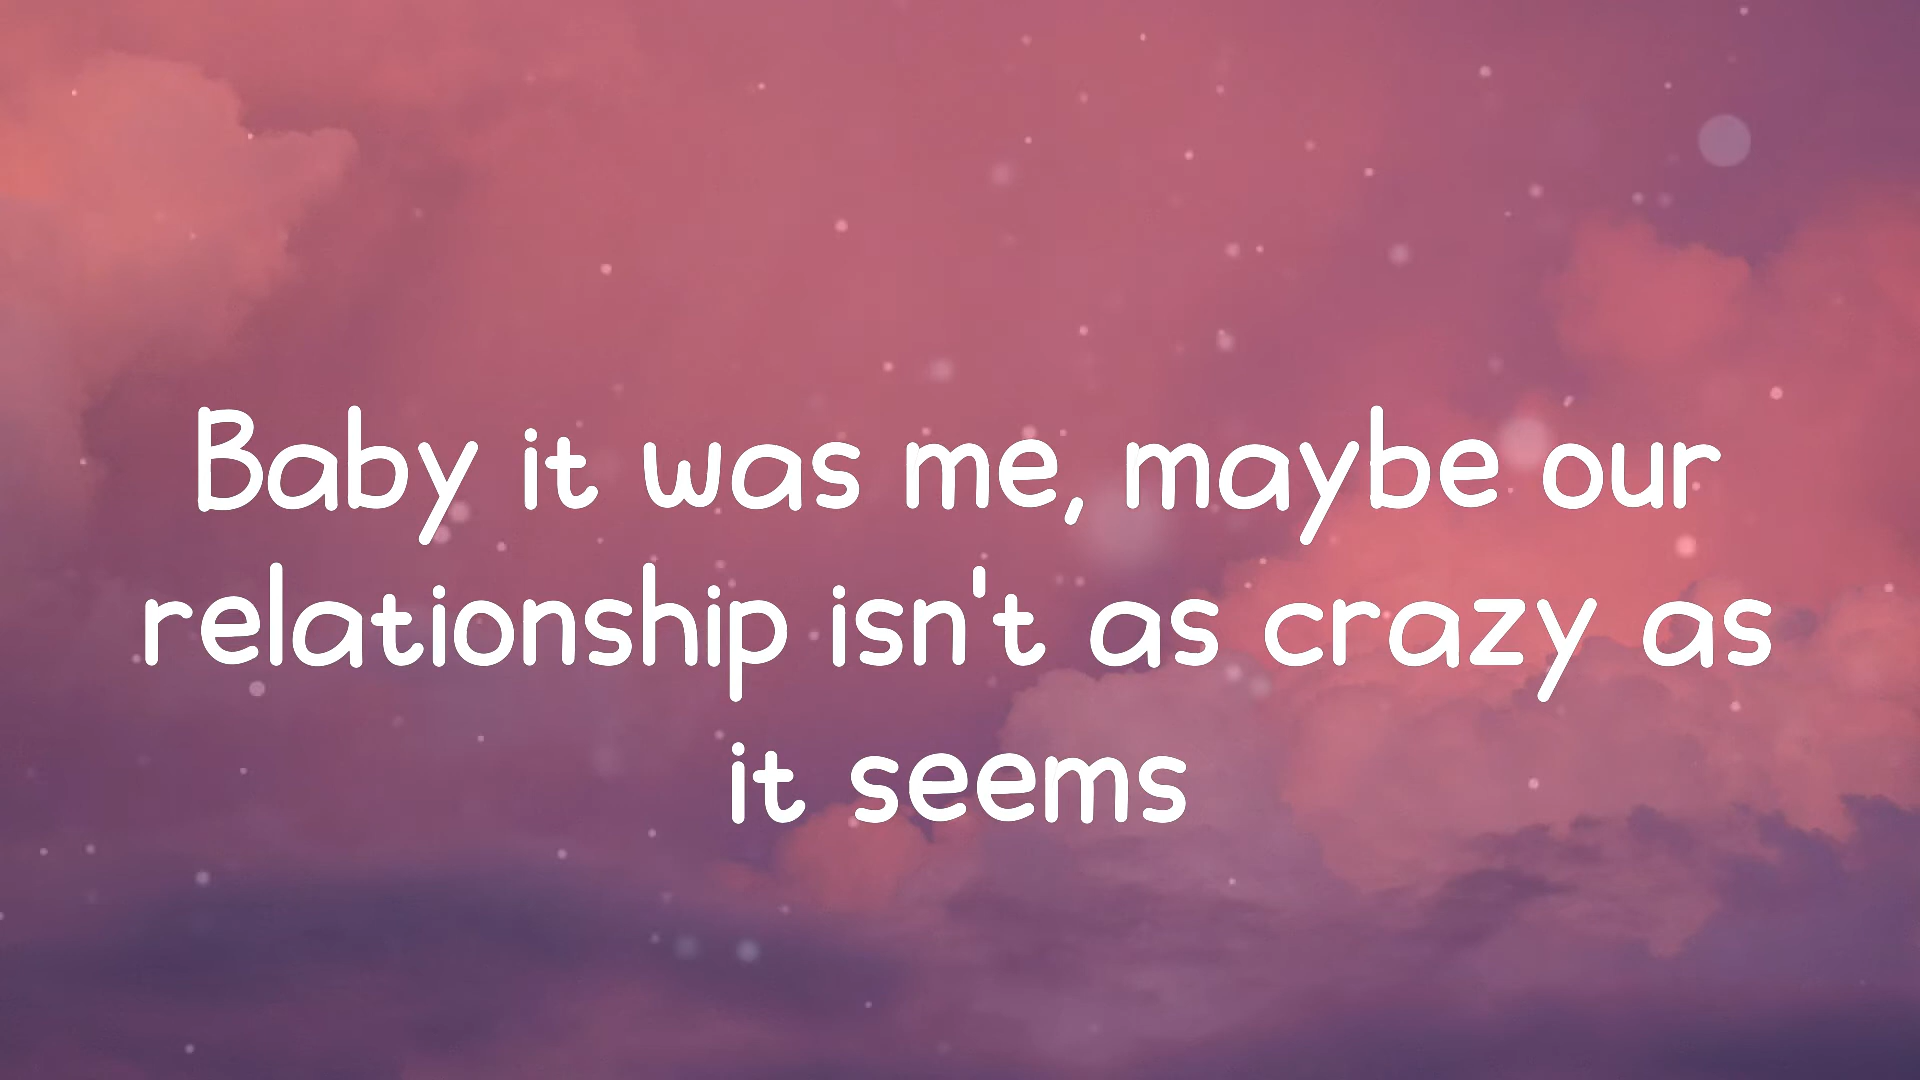 Baby it was me, maybe our
relationship isn't as crazy as
it seems